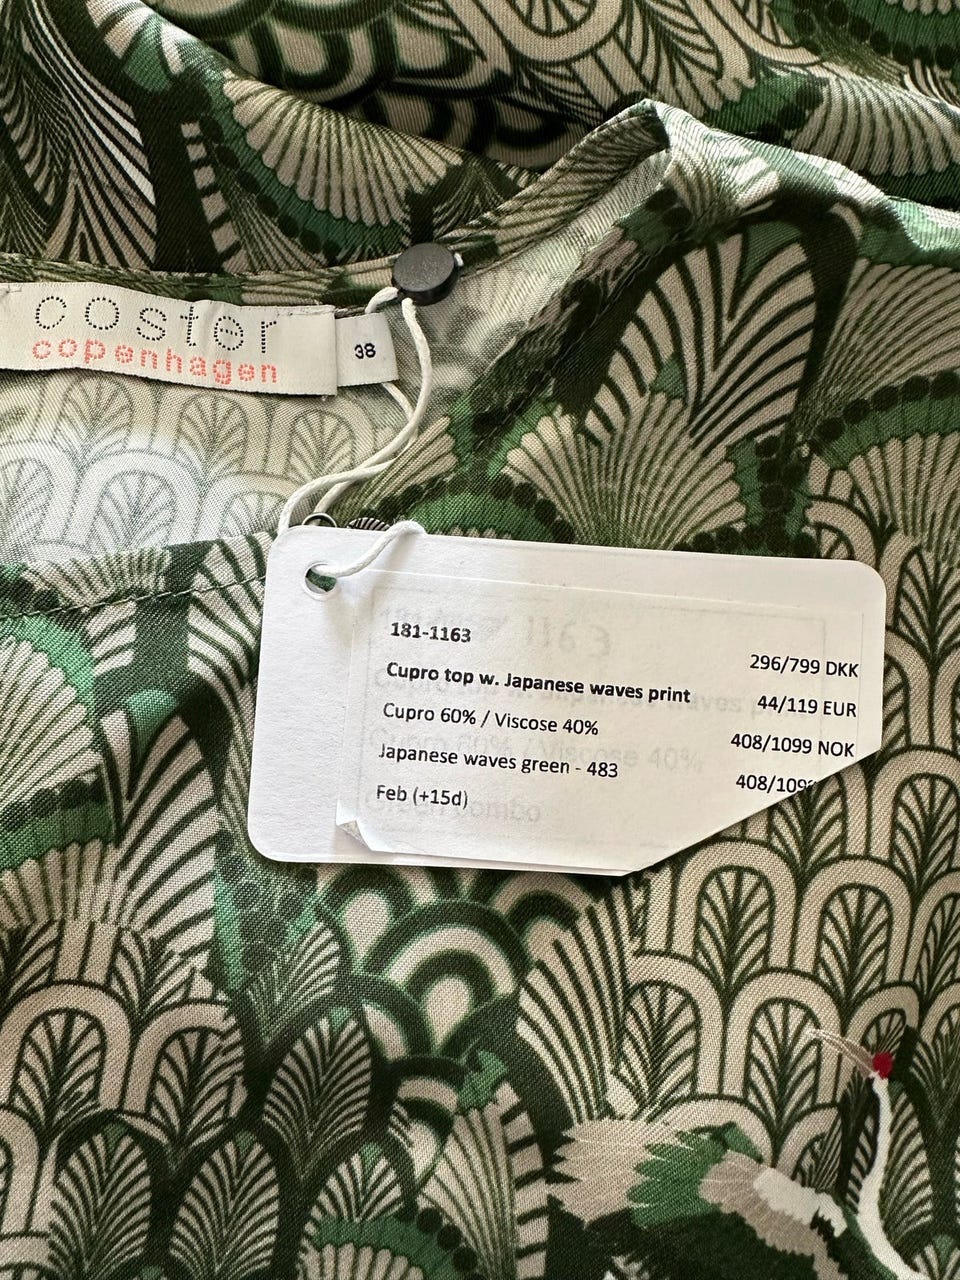 coster
copenhagen
38
181-1163
Cupro top w. Japanese waves print
Cupro 60% / Viscose 40%
Japanese waves green - 483
Feb (+15d)
296/799 DKK
44/119 EUR
408/1099 NOK